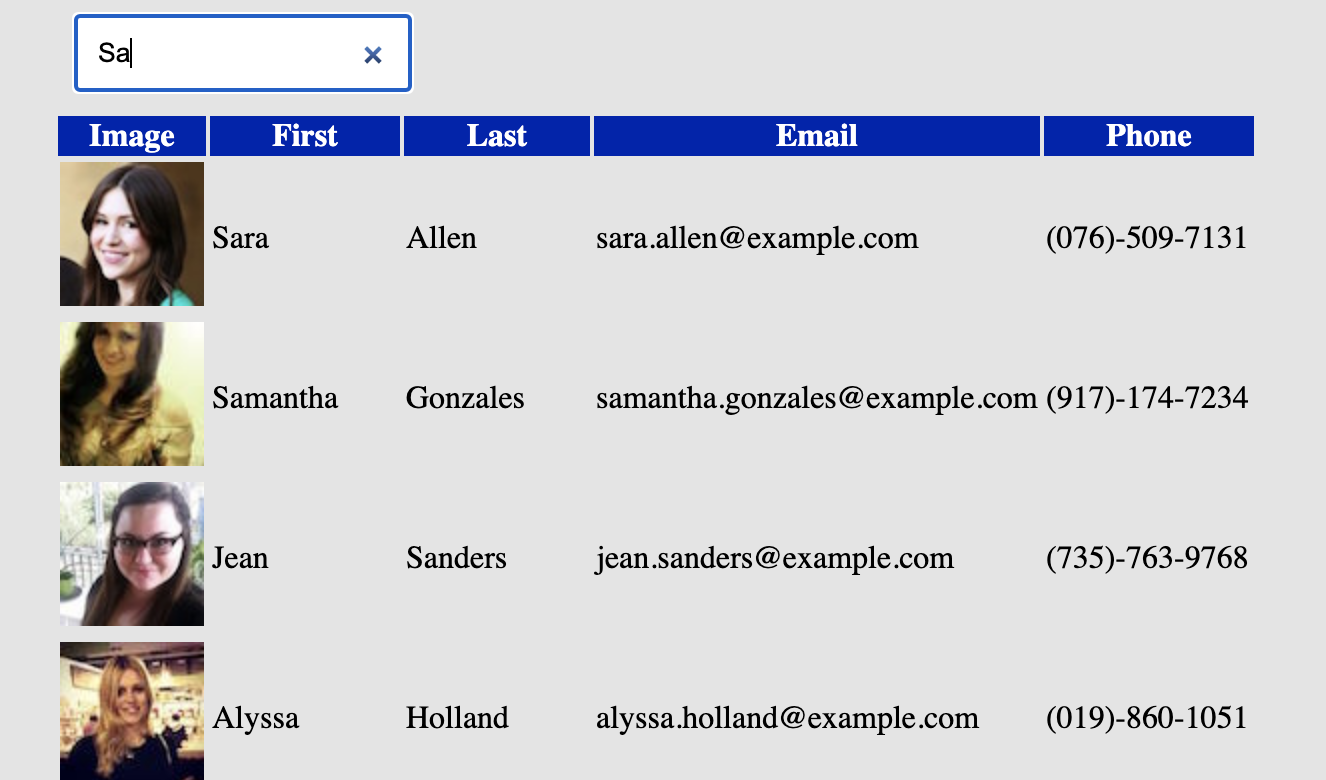 Sa
Image First Last Email Phone
Sara Allen sara.allen@example.com (076)-509-7131
Samantha Gonzales samantha.gonzales@example.com (917)-174-7234
Jean Sanders jean.sanders@example.com (735)-763-9768
Alyssa Holland alyssa.holland@example.com (019)-860-1051